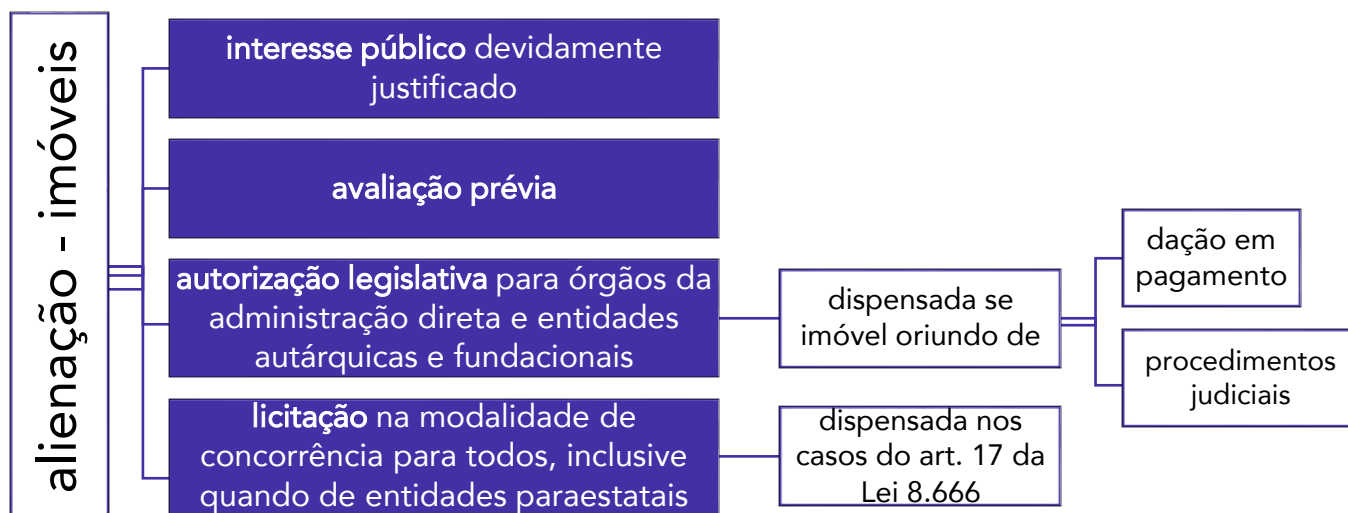 alienação - imóveis
interesse público devidamente
justificado
avaliação prévia
autorização legislativa para órgãos da
administração direta e entidades
autárquicas e fundacionais
dispensada se
imóvel oriundo de
dação em
pagamento
procedimentos
judiciais
licitação na modalidade de
concorrência para todos, inclusive
quando de entidades paraestatais
dispensada nos
casos do art. 17 da
Lei 8.666